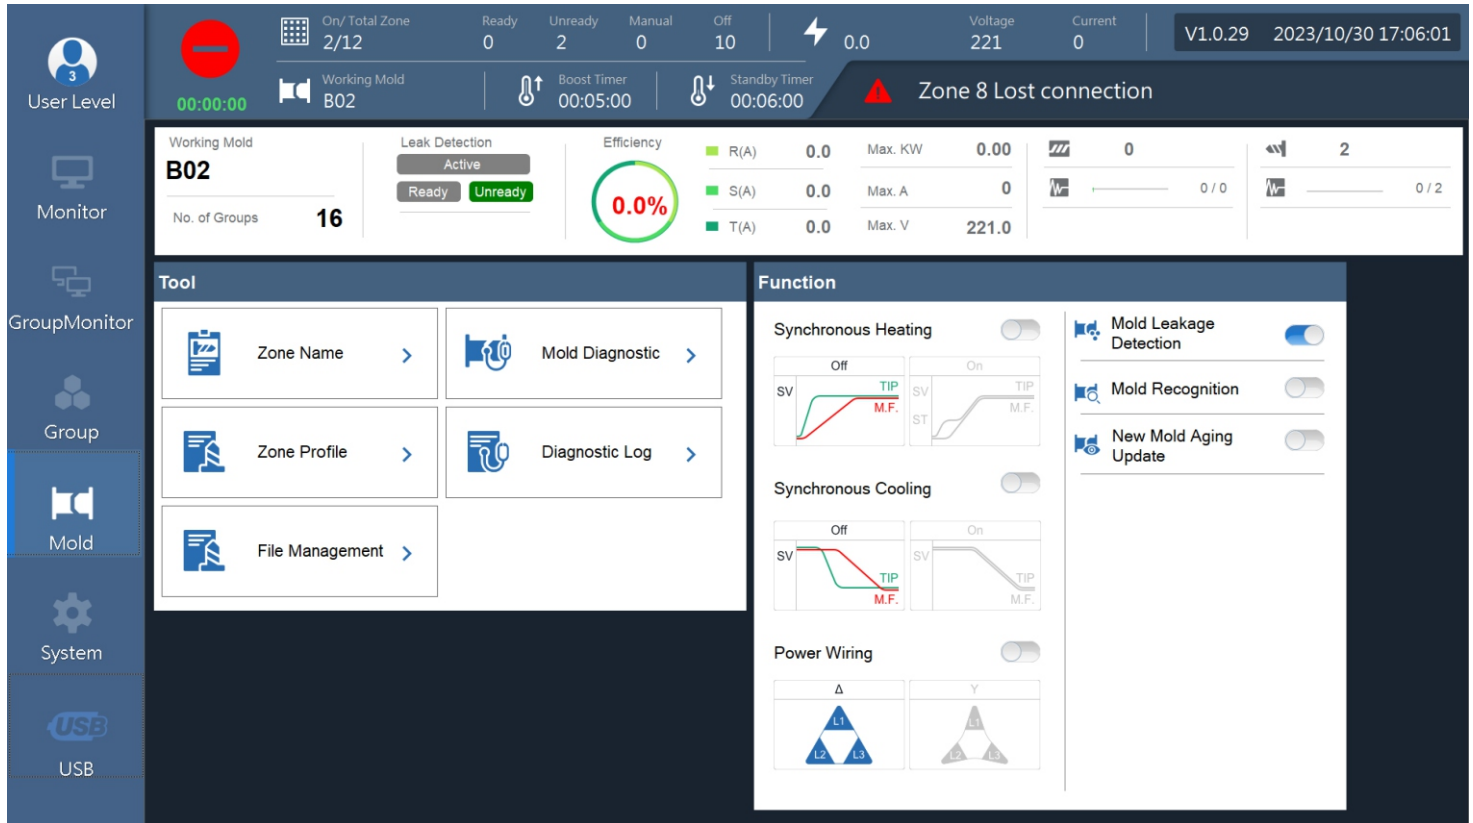 On/ Total Zone
2/12
Ready
0
Unready
2
Manual
0
Off
10
0.0
Voltage
221
Current
0
V1.0.29 2023/10/30 17:06:01
3
User Level
00:00:00
Working Mold
B02
Boost Timer
00:05:00
Standby Timer
00:06:00
Zone 8 Lost connection
Working Mold
B02
No. of Groups 16
Leak Detection
Active
Ready Unready
Efficiency
0.0%
R(A) 0.0
S(A) 0.0
T(A) 0.0
Max. KW 0.00
Max. A 0
Max. V 221.0
0
0 / 0
2
0 / 2
Monitor
GroupMonitor
Group
Mold
System
USB
USB
Tool
Zone Name
Mold Diagnostic
Zone Profile
Diagnostic Log
File Management
Function
Synchronous Heating
Off
SV
TIP
M.F.
On
SV
ST
TIP
M.F.
Synchronous Cooling
Off
SV
TIP
M.F.
On
SV
TIP
M.F.
Power Wiring
Δ
L1
L2 L3
Y
L1
L2 L3
Mold Leakage
Detection
Mold Recognition
New Mold Aging
Update